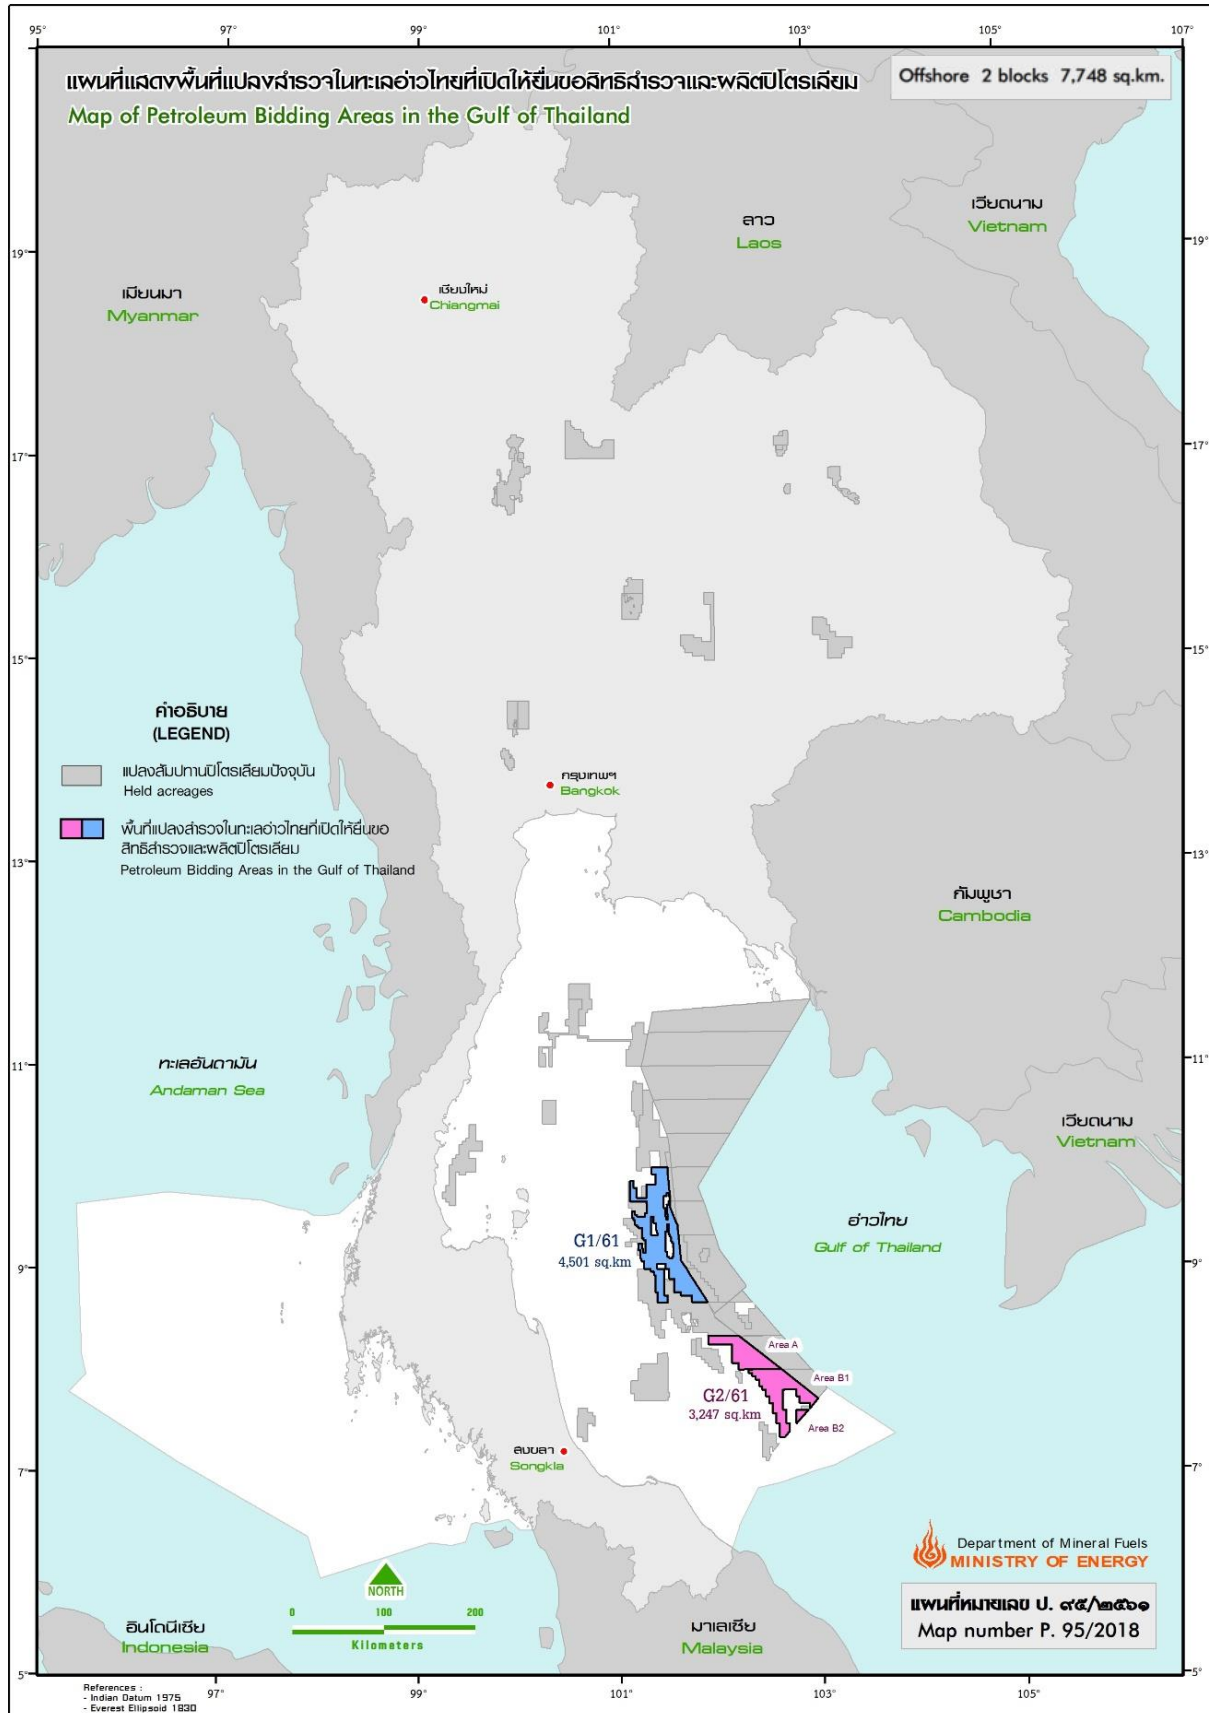 95° 97° 99° 101° 103° 105° 107°
แผนที่แสดงพื้นที่แปลงสำรวจในทะเลอ่าวไทยที่เปิดให้ยื่นขอสิทธิสำรวจและผลิตปิโตรเลียม
Map of Petroleum Bidding Areas in the Gulf of Thailand
Offshore 2 blocks 7,748 sq.km.
เวียดนาม
Vietnam
ลาว
Laos
19° 19°
เมียนมา
Myanmar
เชียงใหม่
Chiangmai
17° 17°
15° 15°
คำอธิบาย
(LEGEND)
แปลงสัมปทานปิโตรเลียมปัจจุบัน
Held acreages
พื้นที่แปลงสำรวจในทะเลอ่าวไทยที่เปิดให้ยื่นขอ
สิทธิสำรวจและผลิตปิโตรเลียม
Petroleum Bidding Areas in the Gulf of Thailand
กรุงเทพฯ
Bangkok
13° 13°
กัมพูชา
Cambodia
ทะเลอันดามัน
Andaman Sea
11° 11°
เวียดนาม
Vietnam
อ่าวไทย
Gulf of Thailand
G1/61
4,501 sq.km
9° 9°
Area A
Area B1
G2/61
3,247 sq.km
Area B2
สงขลา
Songkla
7° 7°
Department of Mineral Fuels
MINISTRY OF ENERGY
NORTH
0 100 200
Kilometers
แผนที่หมายเลข ป. ๙๕/๒๕๖๑
Map number P. 95/2018
อินโดนีเซีย
Indonesia
มาเลเซีย
Malaysia
5° 5°
97° 99° 101° 103° 105°
References :
- Indian Datum 1975
- Everest Ellipsoid 1830